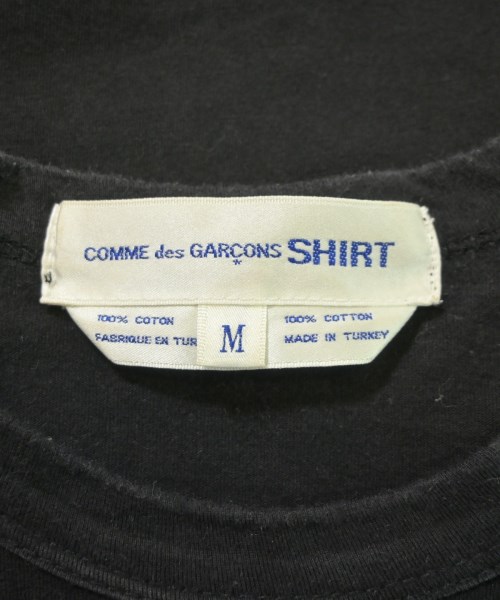 COMME des GARÇONS SHIRT
*
100% COTON
FABRIQUE EN TUR
M
100% COTTON
MADE IN TURKEY